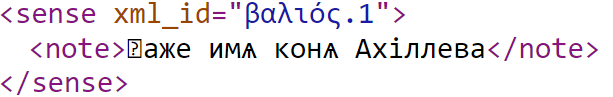 <sense xml_id="βαλιός.1">
<note>аже имѧ конѧ Ахіллева</note>
</sense>